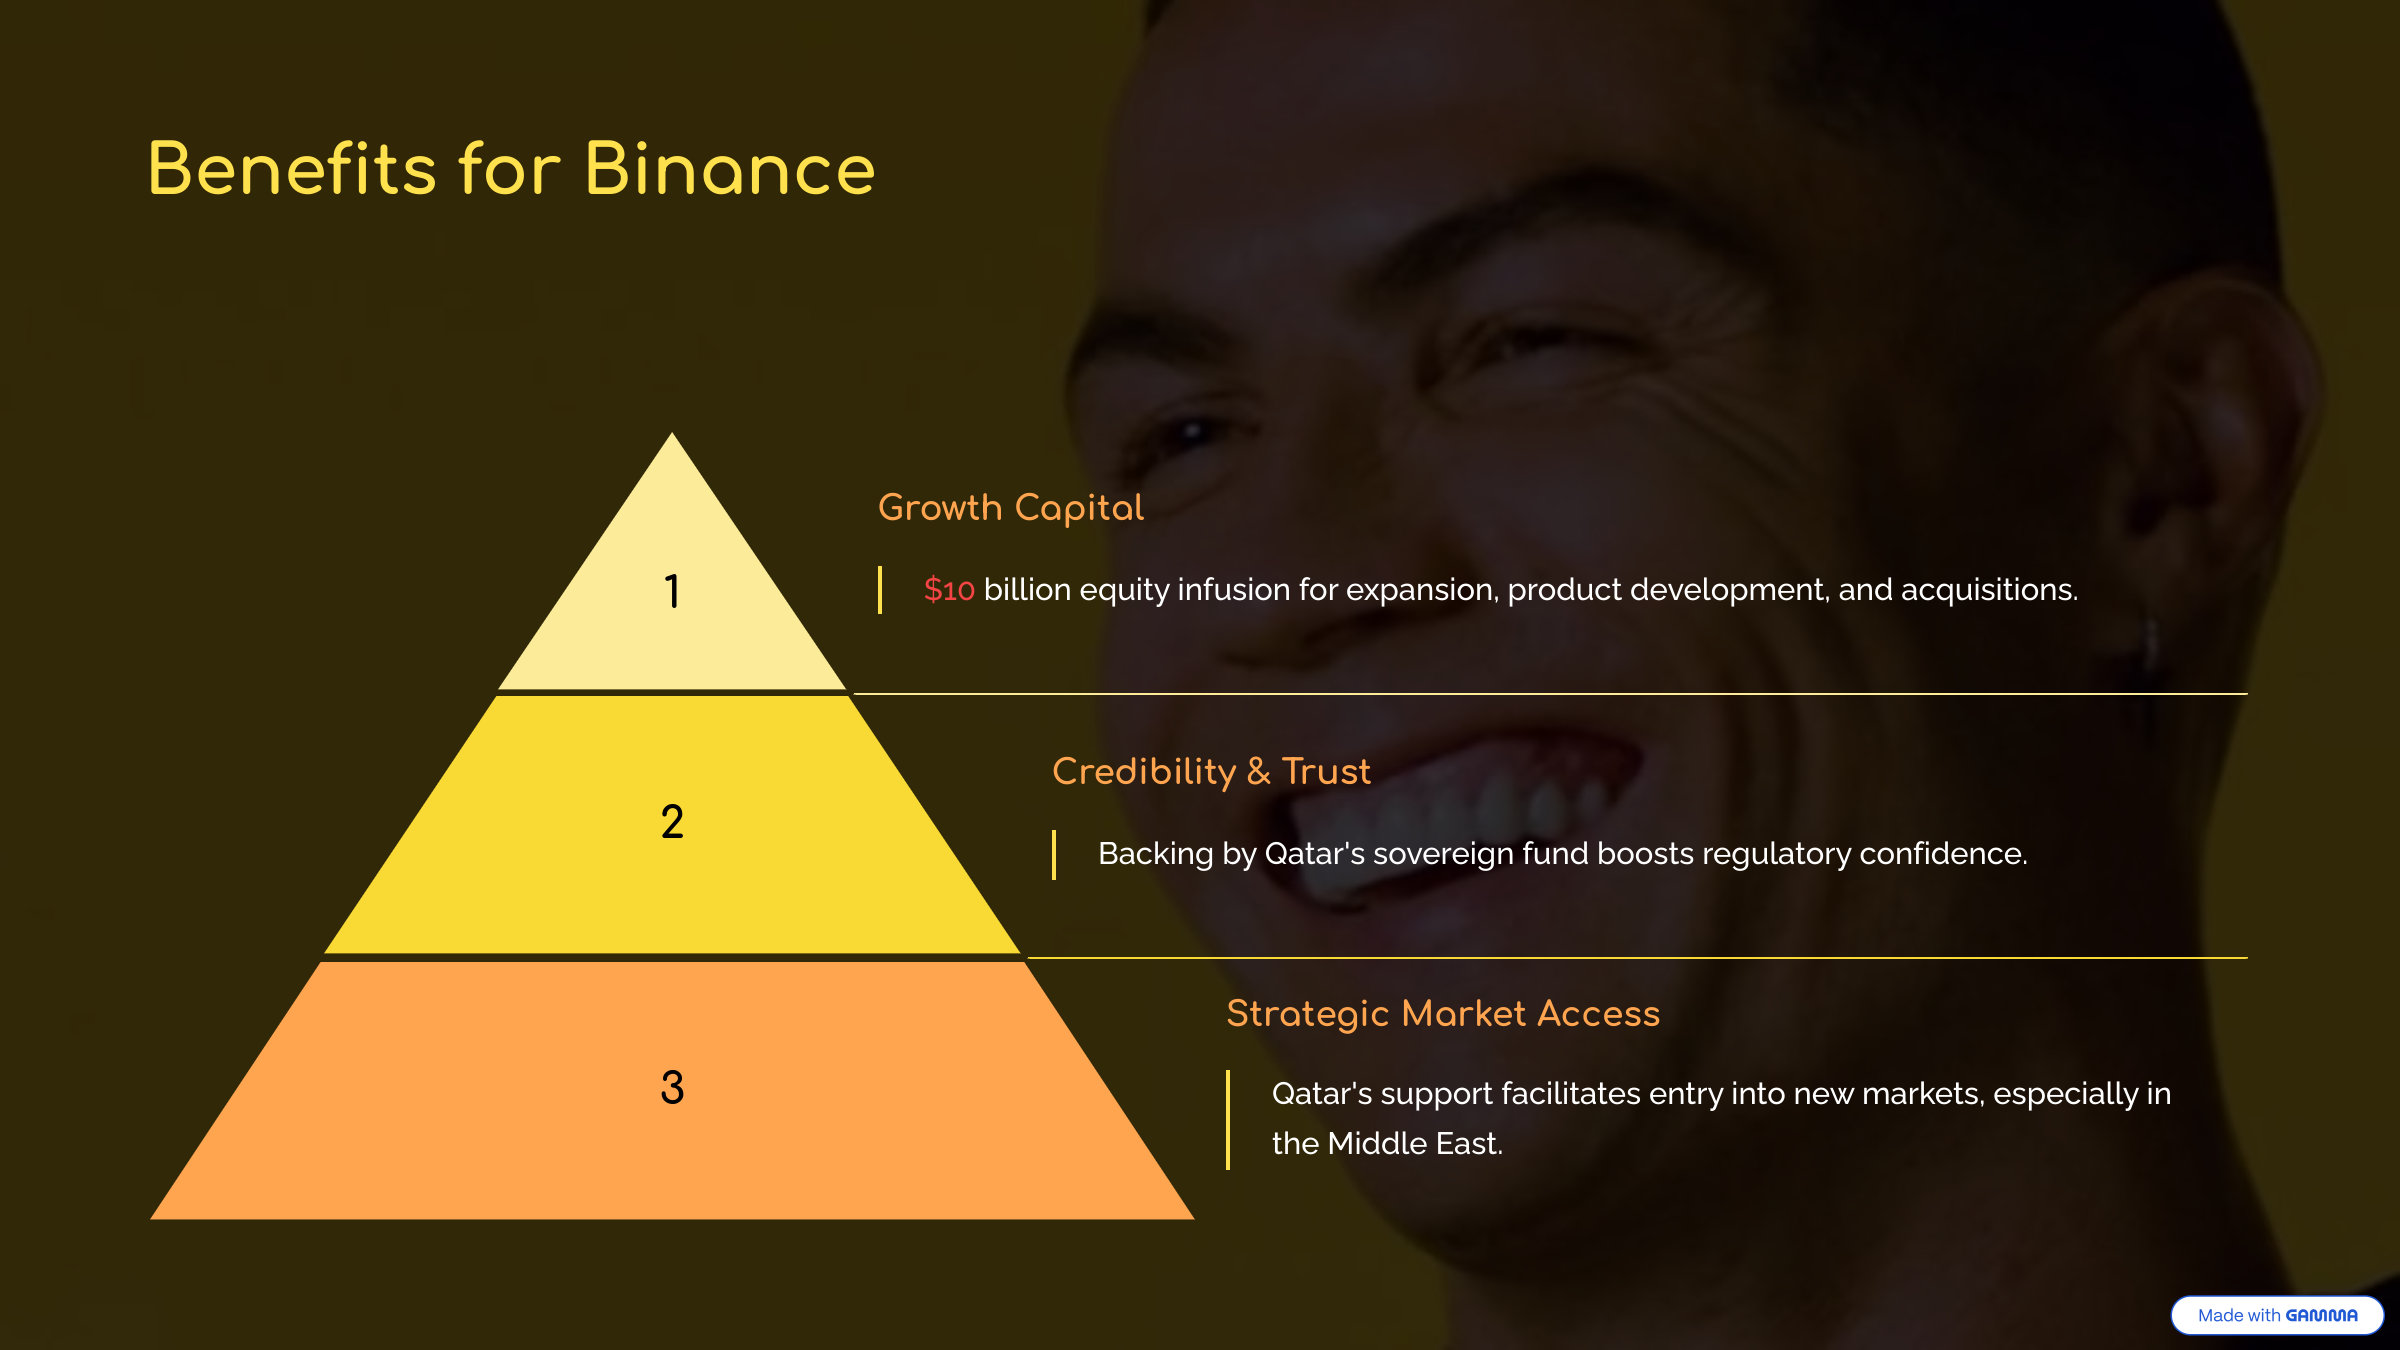 Benefits for Binance
1
Growth Capital
$10 billion equity infusion for expansion, product development, and acquisitions.
2
Credibility & Trust
Backing by Qatar's sovereign fund boosts regulatory confidence.
3
Strategic Market Access
Qatar's support facilitates entry into new markets, especially in
the Middle East.
Made with GAMMA